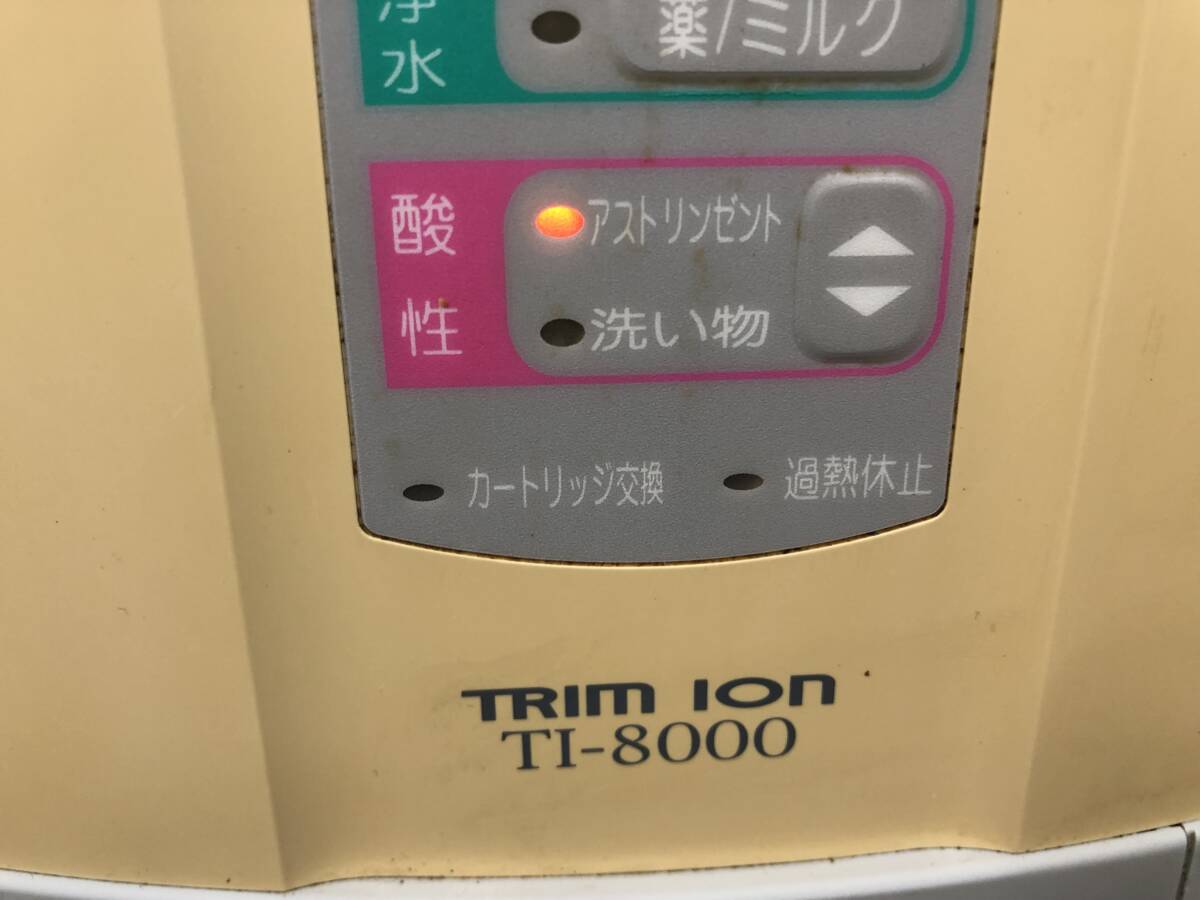 浄水
薬/ミルク
酸性
アストリンゼント
洗い物
カートリッジ交換
過熱休止
TRIM ION
TI-8000